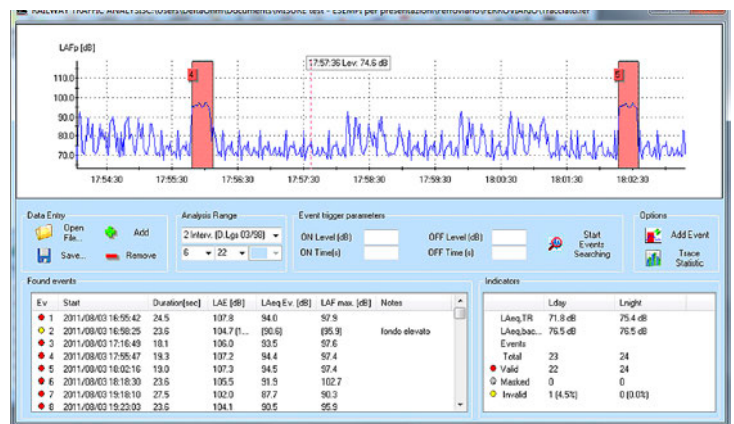 RAILWAY TRAFFIC ANALYSIS
LAFp [dB]
17:57:36 Lev: 74.6 dB
110.0
100.0
90.0
80.0
70.0
4
5
17:54:30 17:55:30 17:56:30 17:57:30 17:58:30 17:59:30 18:00:30 18:01:30 18:02:30
Data Entry Analysis Range Event trigger parameters Options
Open File... Add 2 Interv. (D.Lgs 03/98) ON Level (dB) OFF Level (dB) Start Events Searching Add Event
Save... Remove 6 22 ON Time(s) OFF Time (s) Trace Statistic
Found events Indicators
Ev Start Duration[sec] LAE [dB] LAeq Ev. [dB] LAF max. [dB] Notes
1 2011/08/03 16:55:42 24.5 107.8 94.0 97.9
2 2011/08/03 16:58:25 23.6 104.7 (1... (90.6) (95.9) fondo elevato
3 2011/08/03 17:16:49 18.1 106.0 93.5 97.6
4 2011/08/03 17:55:47 19.3 107.2 94.4 97.4
5 2011/08/03 18:02:16 19.0 107.3 94.5 97.4
6 2011/08/03 18:18:30 23.6 105.5 91.9 102.7
7 2011/08/03 19:18:10 27.5 102.0 87.7 90.3
8 2011/08/03 19:23:03 23.6 104.1 90.5 95.9
Lday Lnight
LAeq,TR 71.8 dB 75.4 dB
LAeq,bac... 76.5 dB 76.5 dB
Events
Total 23 24
Valid 22 24
Masked 0 0
Invalid 1 (4.5%) 0 (0.0%)